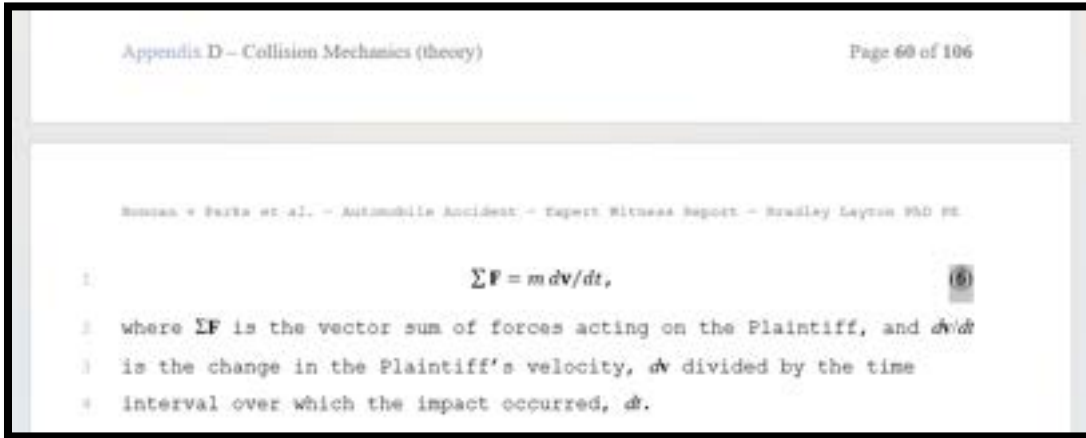 Appendix D – Collision Mechanics (theory) Page 60 of 106
v Parks et al. - Automobile Accident - Expert Witness Report - Bradley Layton PhD PE
1 ∑ F = m dv/dt, (6)
2 where ΣF is the vector sum of forces acting on the Plaintiff, and dv/dt
3 is the change in the Plaintiff's velocity, dv divided by the time
4 interval over which the impact occurred, dt.